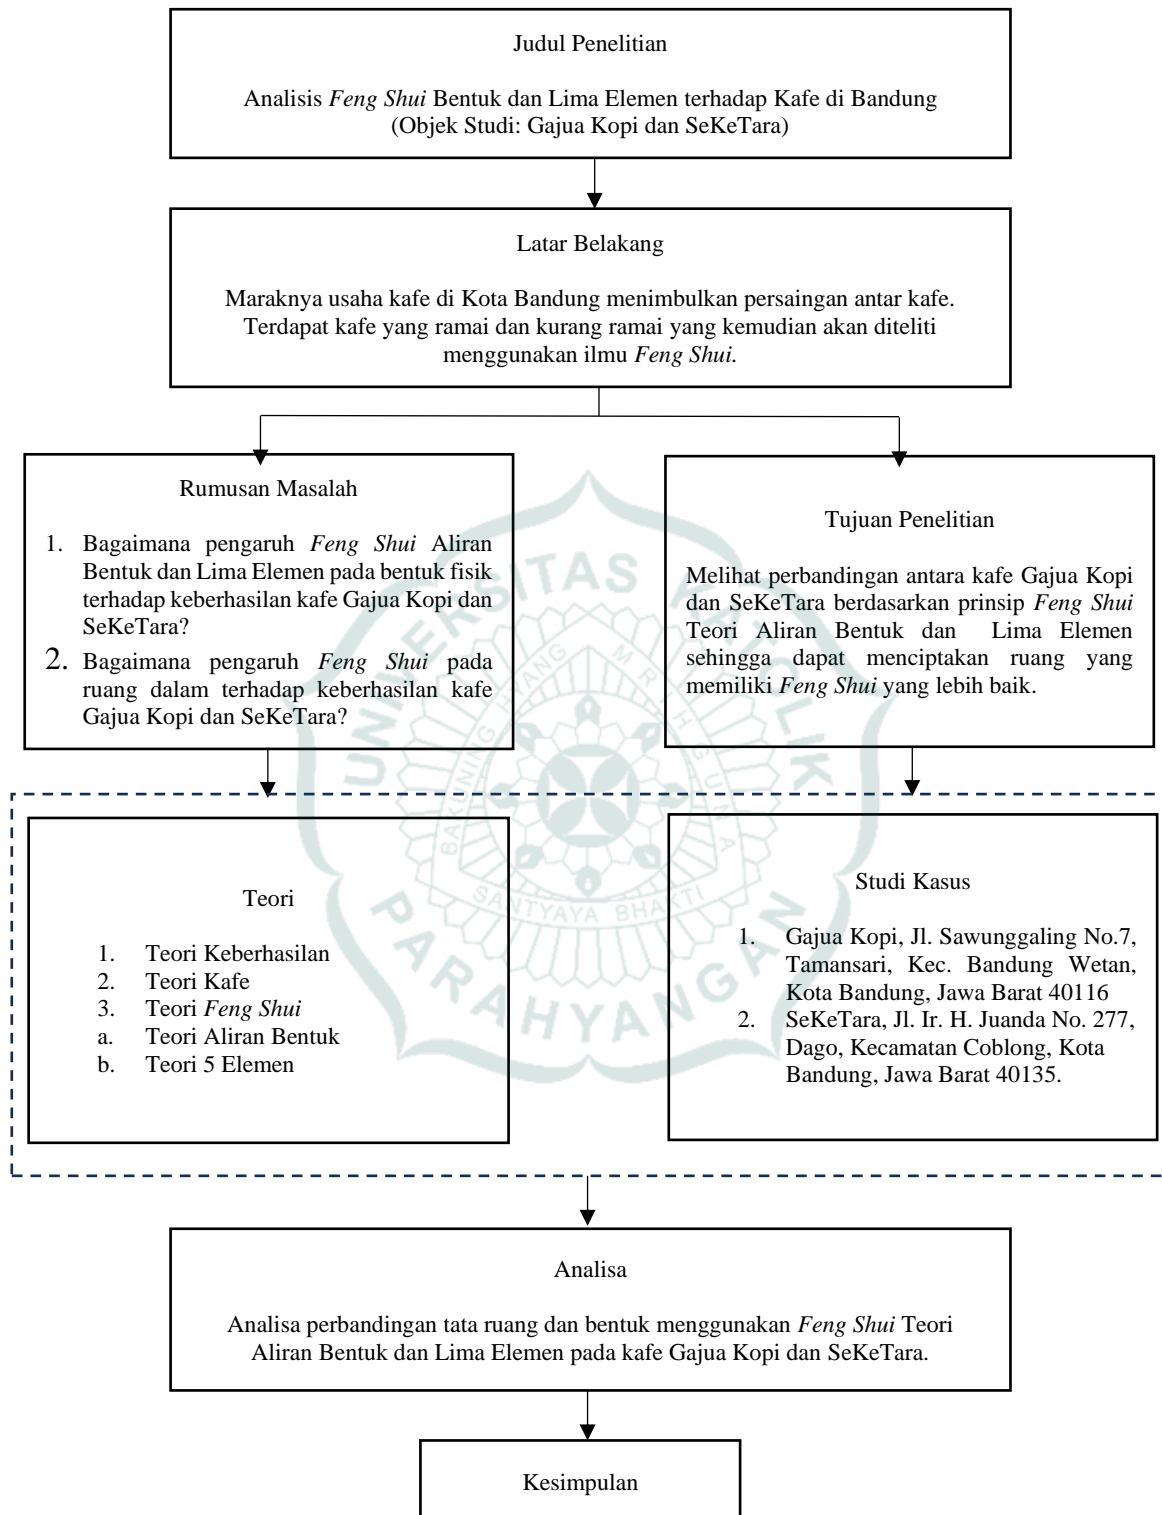 Judul Penelitian
Analisis Feng Shui Bentuk dan Lima Elemen terhadap Kafe di Bandung
(Objek Studi: Gajua Kopi dan SeKeTara)
Latar Belakang
Maraknya usaha kafe di Kota Bandung menimbulkan persaingan antar kafe.
Terdapat kafe yang ramai dan kurang ramai yang kemudian akan diteliti
menggunakan ilmu Feng Shui.
Rumusan Masalah
1. Bagaimana pengaruh Feng Shui Aliran
Bentuk dan Lima Elemen pada bentuk fisik
terhadap keberhasilan kafe Gajua Kopi dan
SeKeTara?
2. Bagaimana pengaruh Feng Shui pada
ruang dalam terhadap keberhasilan kafe
Gajua Kopi dan SeKeTara?
Tujuan Penelitian
Melihat perbandingan antara kafe Gajua Kopi
dan SeKeTara berdasarkan prinsip Feng Shui
Teori Aliran Bentuk dan Lima Elemen
sehingga dapat menciptakan ruang yang
memiliki Feng Shui yang lebih baik.
Teori
1. Teori Keberhasilan
2. Teori Kafe
3. Teori Feng Shui
a. Teori Aliran Bentuk
b. Teori 5 Elemen
Studi Kasus
1. Gajua Kopi, Jl. Sawunggaling No.7,
Tamansari, Kec. Bandung Wetan,
Kota Bandung, Jawa Barat 40116
2. SeKeTara, Jl. Ir. H. Juanda No. 277,
Dago, Kecamatan Coblong, Kota
Bandung, Jawa Barat 40135.
Analisa
Analisa perbandingan tata ruang dan bentuk menggunakan Feng Shui Teori
Aliran Bentuk dan Lima Elemen pada kafe Gajua Kopi dan SeKeTara.
Kesimpulan
UNIVERSITAS KATOLIK
PARAHYANGAN
BAKUNING HYANG MRIH GUNA
SANTYAYA BHAKTI